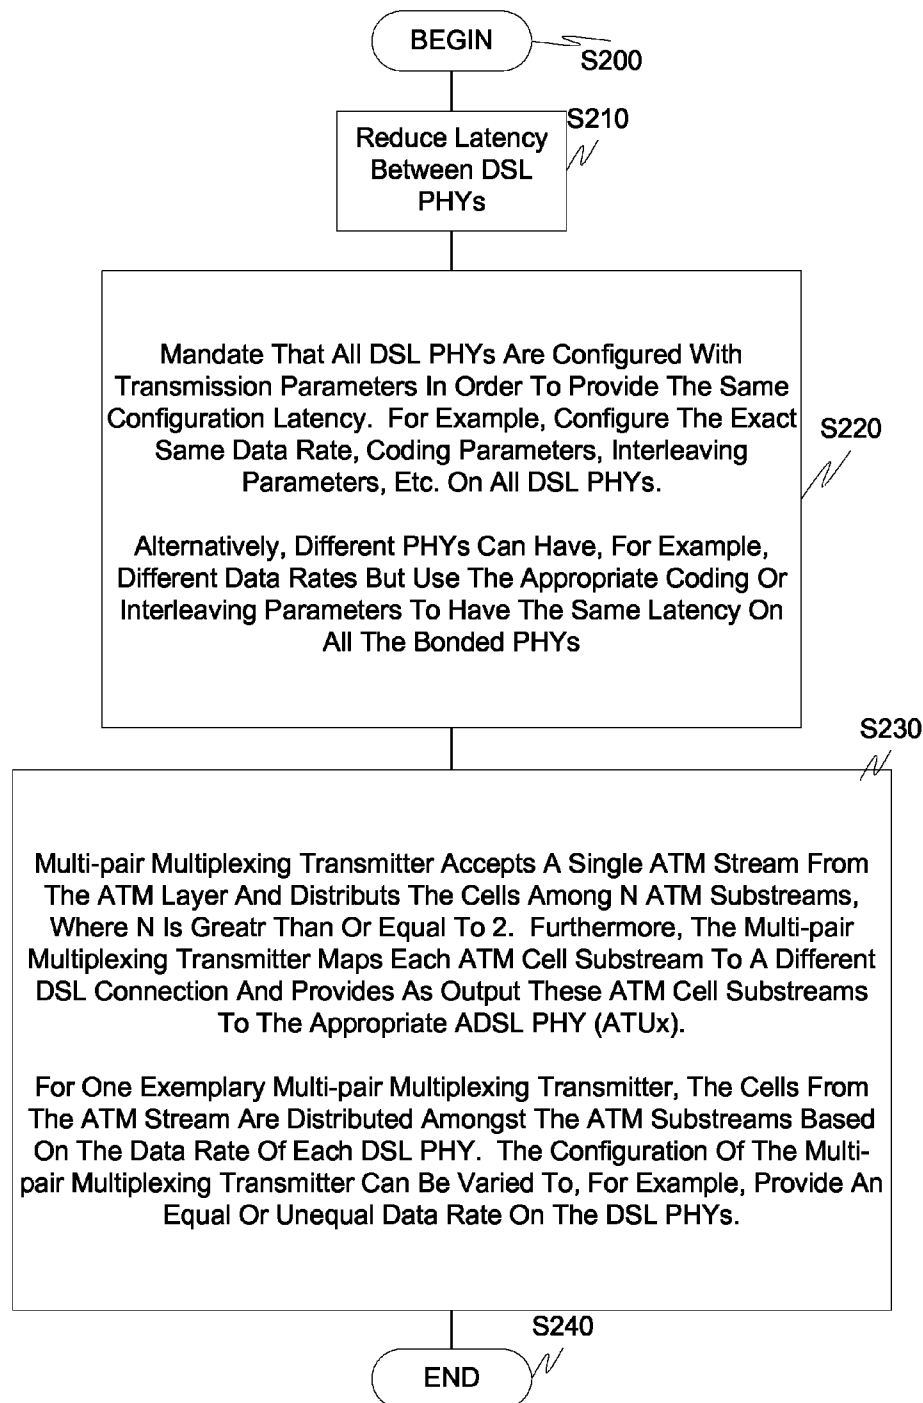 BEGIN
S200
S210
Reduce Latency
Between DSL
PHYs
Mandate That All DSL PHYs Are Configured With
Transmission Parameters In Order To Provide The Same
Configuration Latency.  For Example, Configure The Exact
Same Data Rate, Coding Parameters, Interleaving
Parameters, Etc. On All DSL PHYs.
S220
Alternatively, Different PHYs Can Have, For Example,
Different Data Rates But Use The Appropriate Coding Or
Interleaving Parameters To Have The Same Latency On
All The Bonded PHYs
S230
Multi-pair Multiplexing Transmitter Accepts A Single ATM Stream From
The ATM Layer And Distributs The Cells Among N ATM Substreams,
Where N Is Greatr Than Or Equal To 2.  Furthermore, The Multi-pair
Multiplexing Transmitter Maps Each ATM Cell Substream To A Different
DSL Connection And Provides As Output These ATM Cell Substreams
To The Appropriate ADSL PHY (ATUx).
For One Exemplary Multi-pair Multiplexing Transmitter, The Cells From
The ATM Stream Are Distributed Amongst The ATM Substreams Based
On The Data Rate Of Each DSL PHY.  The Configuration Of The Multi-
pair Multiplexing Transmitter Can Be Varied To, For Example, Provide An
Equal Or Unequal Data Rate On The DSL PHYs.
S240
END